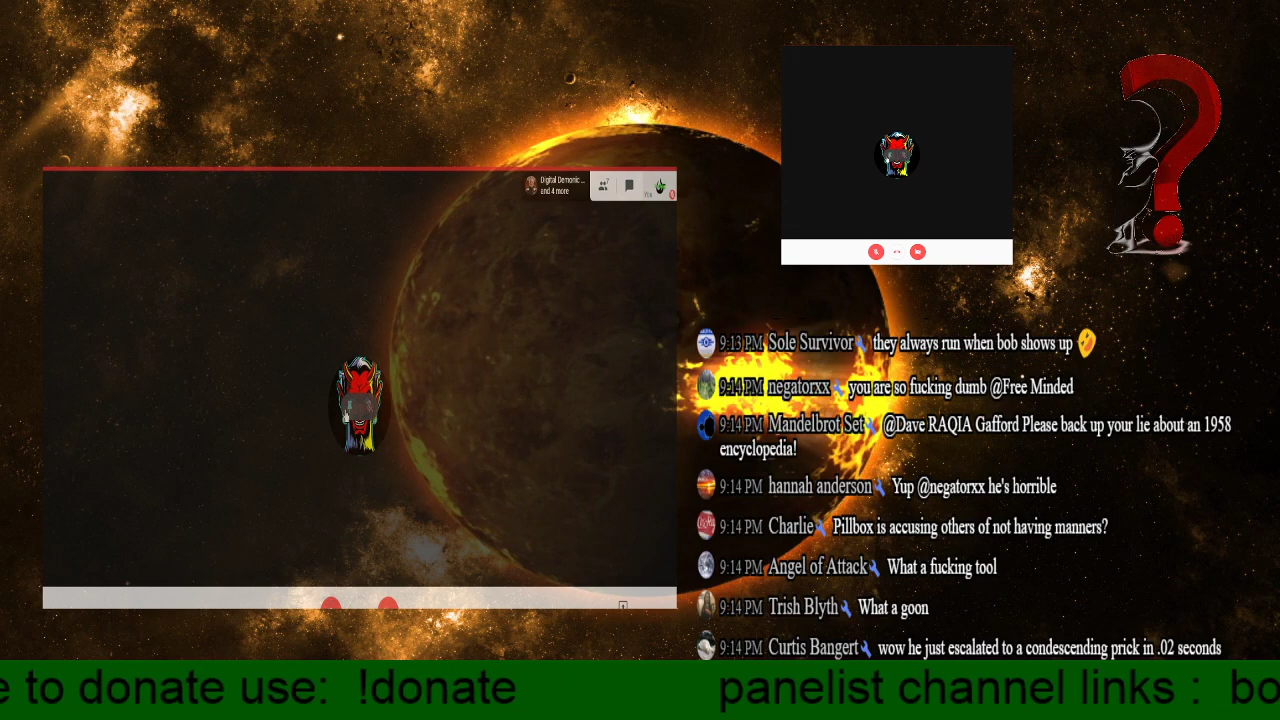 Digital Demonic ...
and 4 more
You
9:13 PM Sole Survivor they always run when bob shows up
9:14 PM negatorxx you are so fucking dumb @Free Minded
9:14 PM Mandelbrot Set @Dave RAQIA Gafford Please back up your lie about an 1958
encyclopedia!
9:14 PM hannah anderson Yup @negatorxx he's horrible
9:14 PM Charlie Pillbox is accusing others of not having manners?
9:14 PM Angel of Attack What a fucking tool
9:14 PM Trish Blyth What a goon
9:14 PM Curtis Bangert wow he just escalated to a condescending prick in .02 seconds
e to donate use: !donate panelist channel links : bo